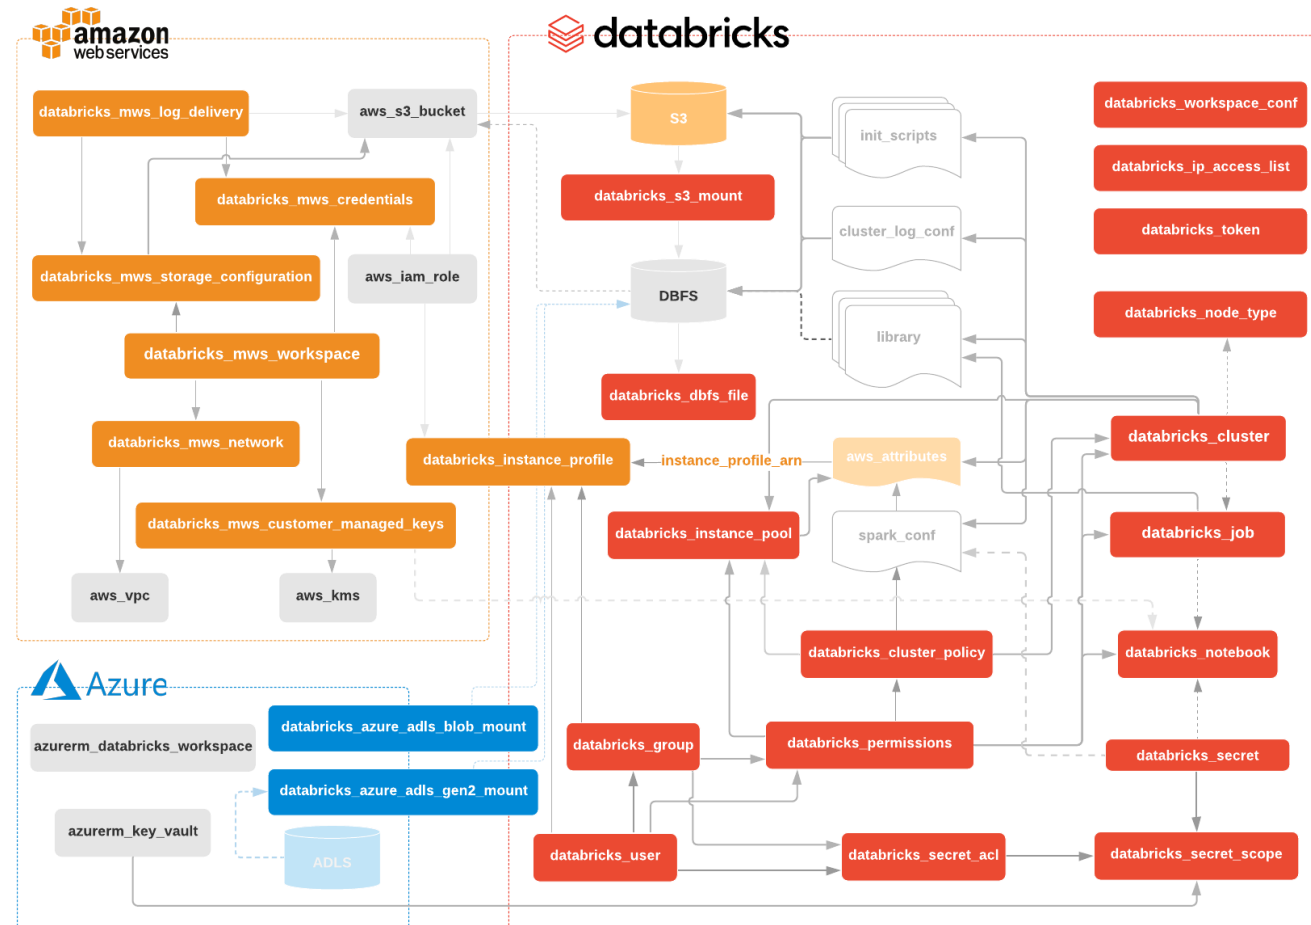 amazon
web services
databricks
databricks_mws_log_delivery
aws_s3_bucket
S3
init_scripts
databricks_workspace_conf
databricks_ip_access_list
databricks_mws_credentials
databricks_s3_mount
cluster_log_conf
databricks_token
databricks_mws_storage_configuration
aws_iam_role
DBFS
databricks_node_type
library
databricks_mws_workspace
databricks_dbfs_file
databricks_mws_network
databricks_cluster
databricks_instance_profile
instance_profile_arn
aws_attributes
databricks_mws_customer_managed_keys
databricks_instance_pool
spark_conf
databricks_job
aws_vpc
aws_kms
databricks_cluster_policy
databricks_notebook
Azure
databricks_azure_adls_blob_mount
azurerm_databricks_workspace
databricks_group
databricks_permissions
databricks_secret
databricks_azure_adls_gen2_mount
azurerm_key_vault
ADLS
databricks_user
databricks_secret_acl
databricks_secret_scope